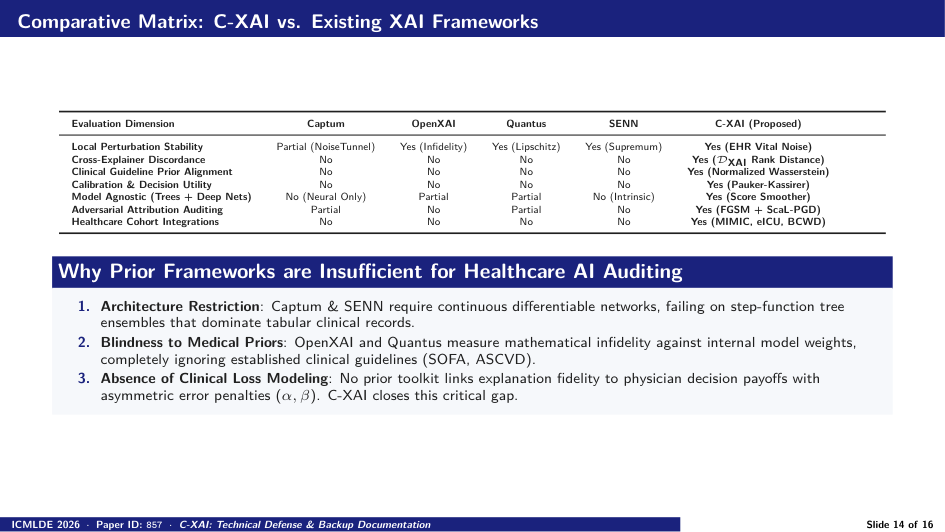 Comparative Matrix: C-XAI vs. Existing XAI Frameworks
Evaluation Dimension Captum OpenXAI Quantus SENN C-XAI (Proposed)
Local Perturbation Stability Partial (NoiseTunnel) Yes (Infidelity) Yes (Lipschitz) Yes (Supremum) Yes (EHR Vital Noise)
Cross-Explainer Discordance No No No No Yes (𝒟XAI Rank Distance)
Clinical Guideline Prior Alignment No No No No Yes (Normalized Wasserstein)
Calibration & Decision Utility No No No No Yes (Pauker-Kassirer)
Model Agnostic (Trees + Deep Nets) No (Neural Only) Partial Partial No (Intrinsic) Yes (Score Smoother)
Adversarial Attribution Auditing Partial No Partial No Yes (FGSM + ScaL-PGD)
Healthcare Cohort Integrations No No No No Yes (MIMIC, eICU, BCWD)
Why Prior Frameworks are Insufficient for Healthcare AI Auditing
1. Architecture Restriction: Captum & SENN require continuous differentiable networks, failing on step-function tree
ensembles that dominate tabular clinical records.
2. Blindness to Medical Priors: OpenXAI and Quantus measure mathematical infidelity against internal model weights,
completely ignoring established clinical guidelines (SOFA, ASCVD).
3. Absence of Clinical Loss Modeling: No prior toolkit links explanation fidelity to physician decision payoffs with
asymmetric error penalties (α, β). C-XAI closes this critical gap.
ICMLDE 2026 · Paper ID: 857 · C-XAI: Technical Defense & Backup Documentation
Slide 14 of 16